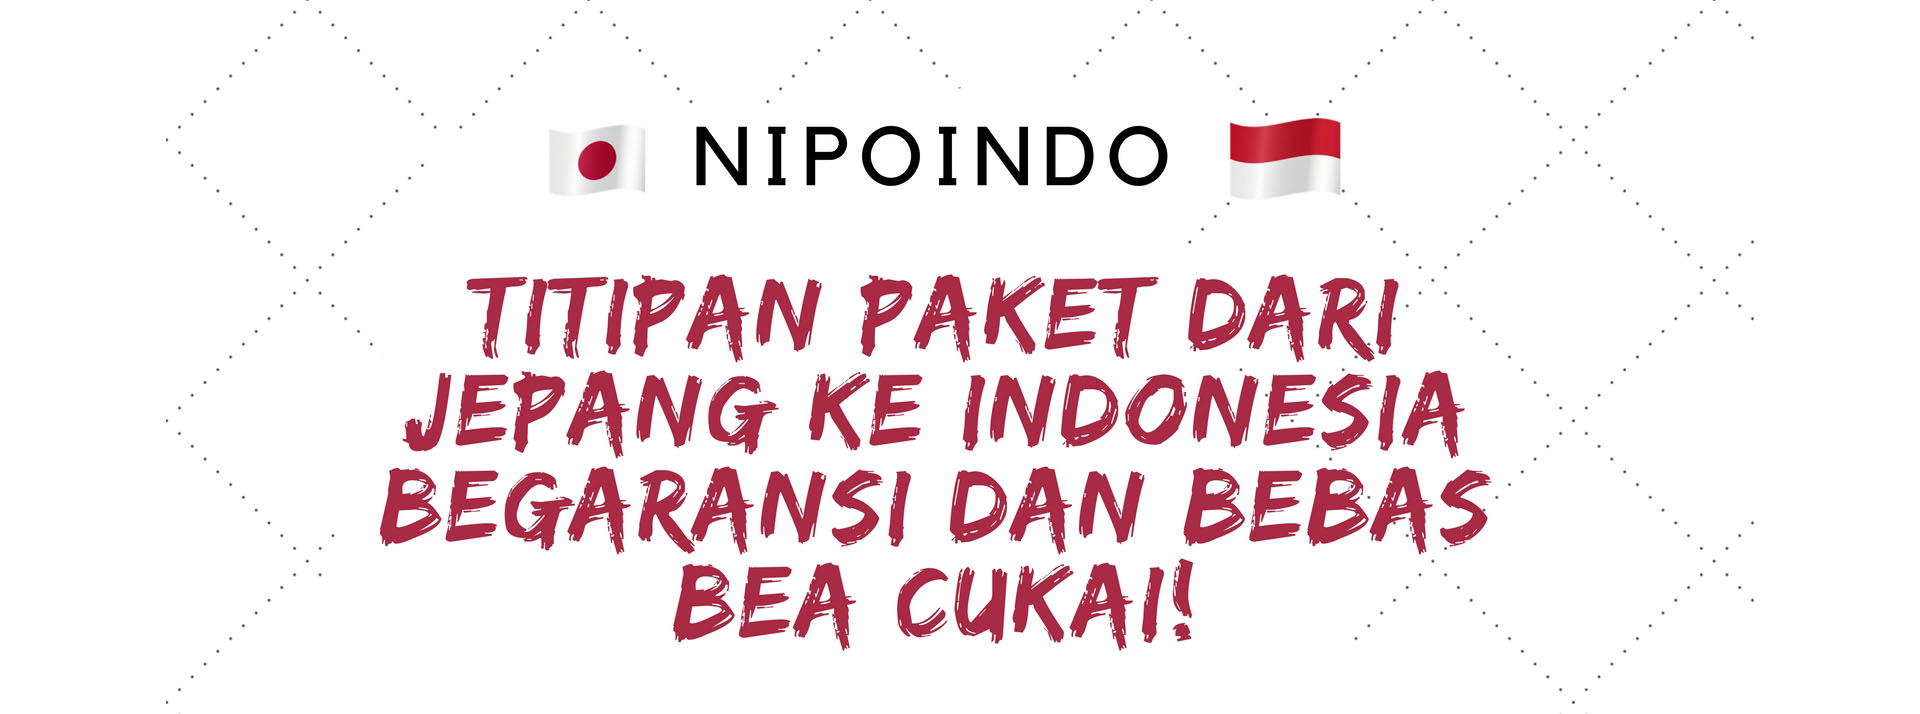 NIPOINDO
TITIPAN PAKET DARI
JEPANG KE INDONESIA
BEGARANSI DAN BEBAS
BEA CUKAI!